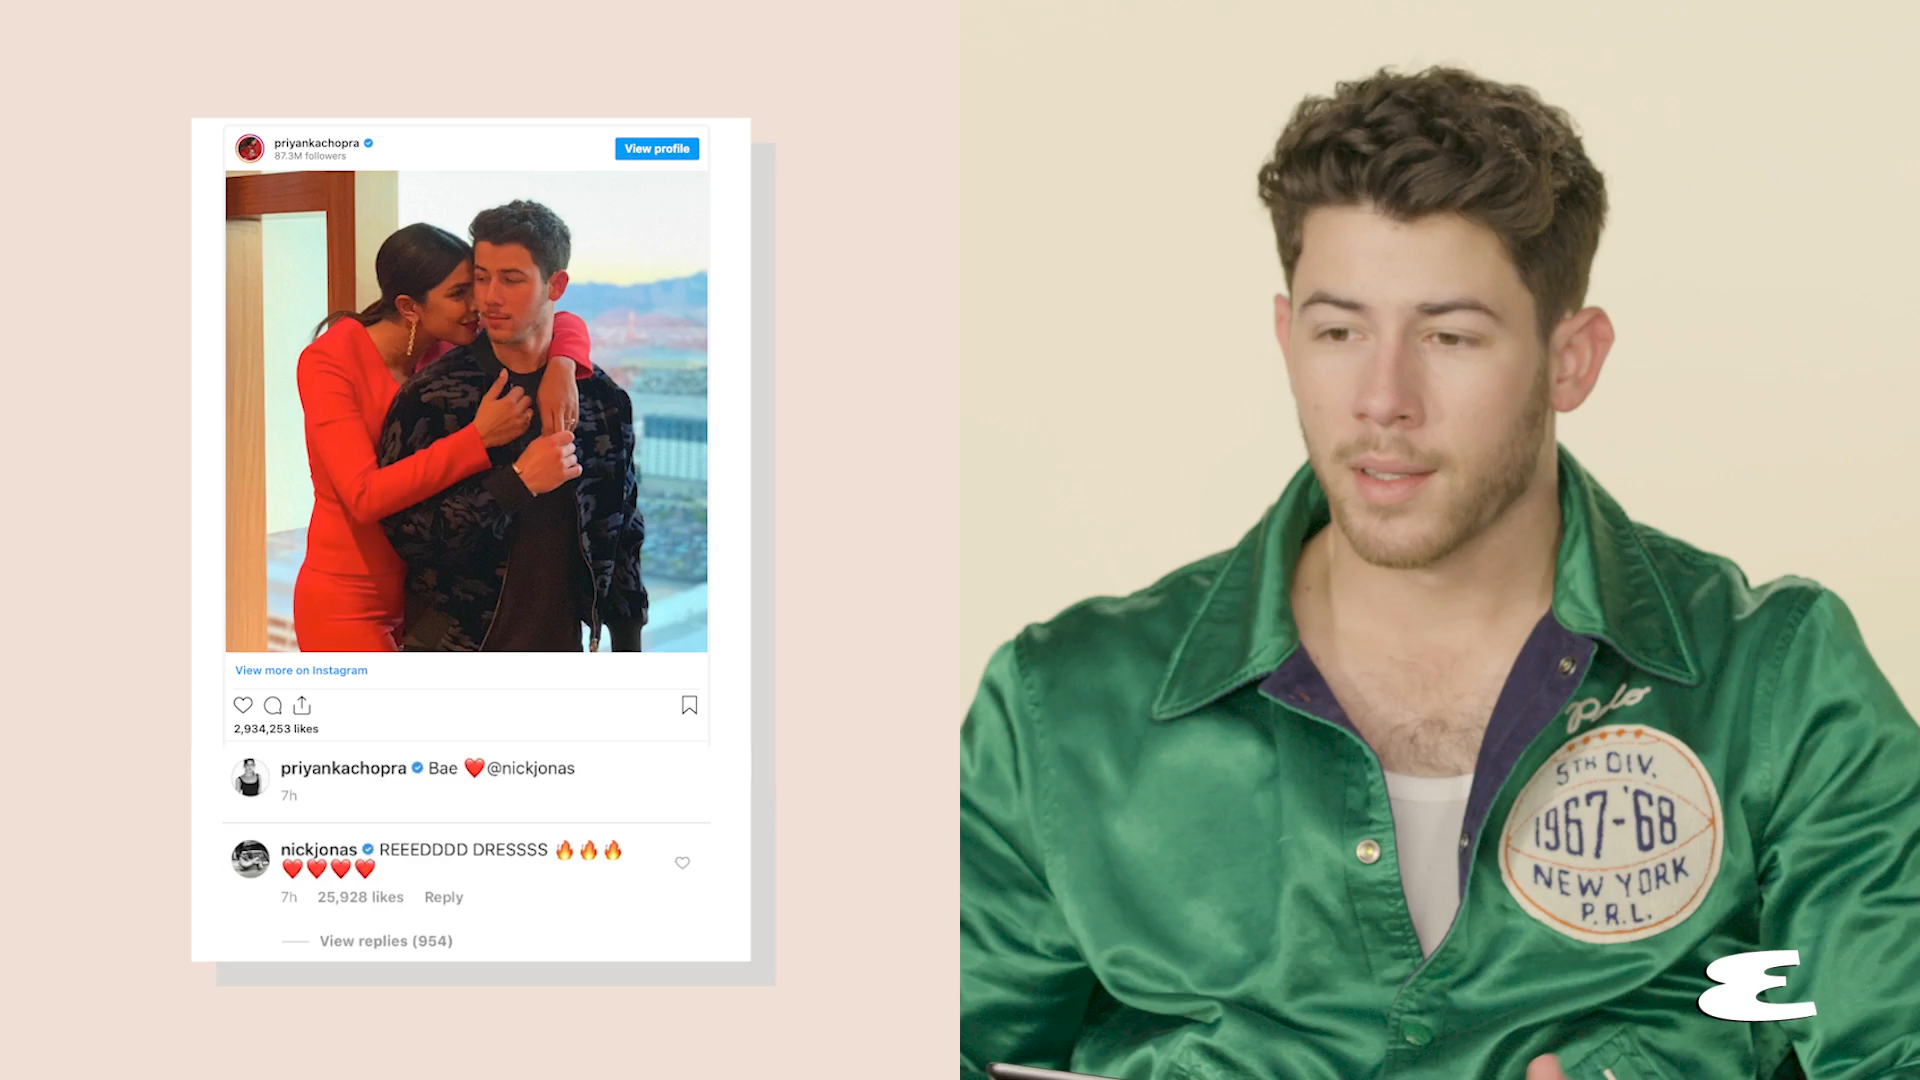 priyankachopra
87.3M followers
View profile
View more on Instagram
2,934,253 likes
priyankachopra Bae ❤️@nickjonas
7h
nickjonas REEEDDDD DRESSSS 🔥🔥🔥
❤️❤️❤️❤️
7h 25,928 likes Reply
View replies (954)
5TH DIV.
1967-'68
NEW YORK
P.R.L.
E